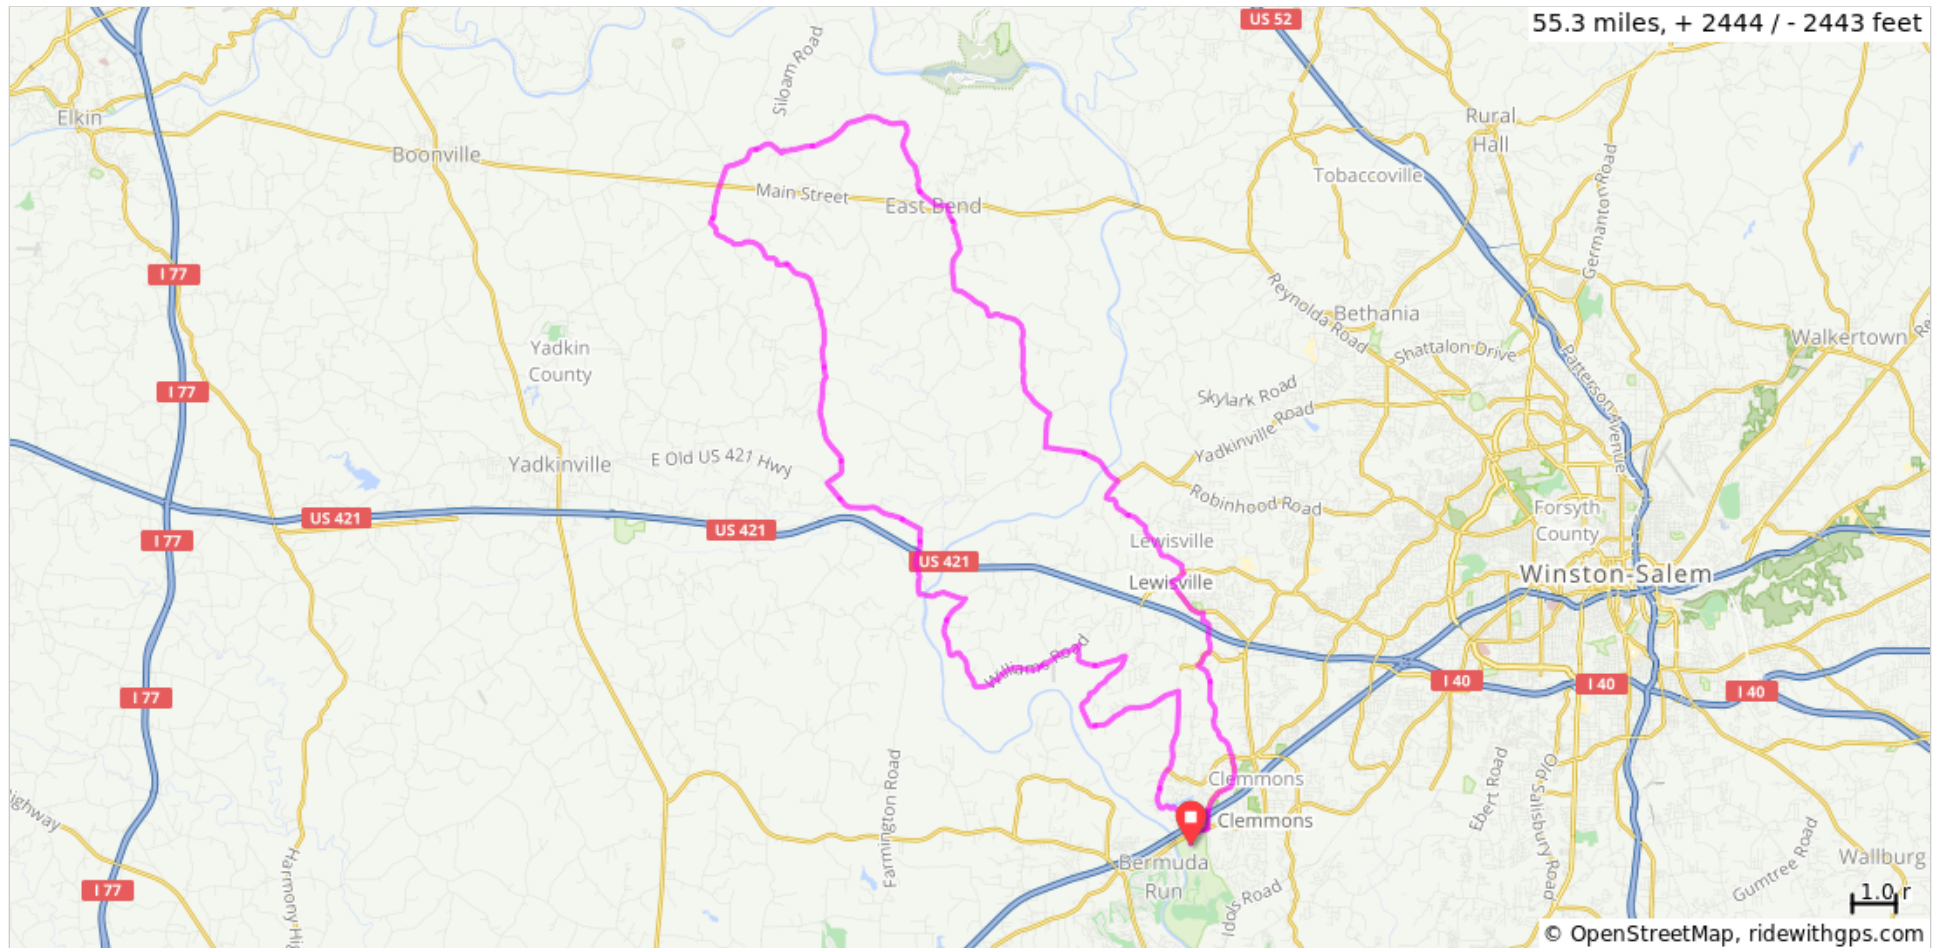 US 52
55.3 miles, + 2444 / - 2443 feet
Siloam Road
Elkin
Rural
Hall
Boonville
Germanton Road
Tobaccoville
Main Street
East Bend
I 77
Reynolda Road
Bethania
Walkertown
Yadkin
County
Shattalon Drive
Patterson Avenue
I 77
Skylark Road
Yadkinville Road
Yadkinville
E Old US 421 Hwy
Robinhood Road
Forsyth
County
US 421
US 421
I 77
Lewisville
US 421
Winston-Salem
Lewisville
Williams Road
I 40
I 40
I 40
I 77
Farmington Road
Clemmons
Ebert Road
Old Salisbury Road
ighway
Clemmons
Bermuda
Run
Harmony Hig
Idols Road
Gumtree Road
Wallburg
I 77
1.0 r
© OpenStreetMap, ridewithgps.com